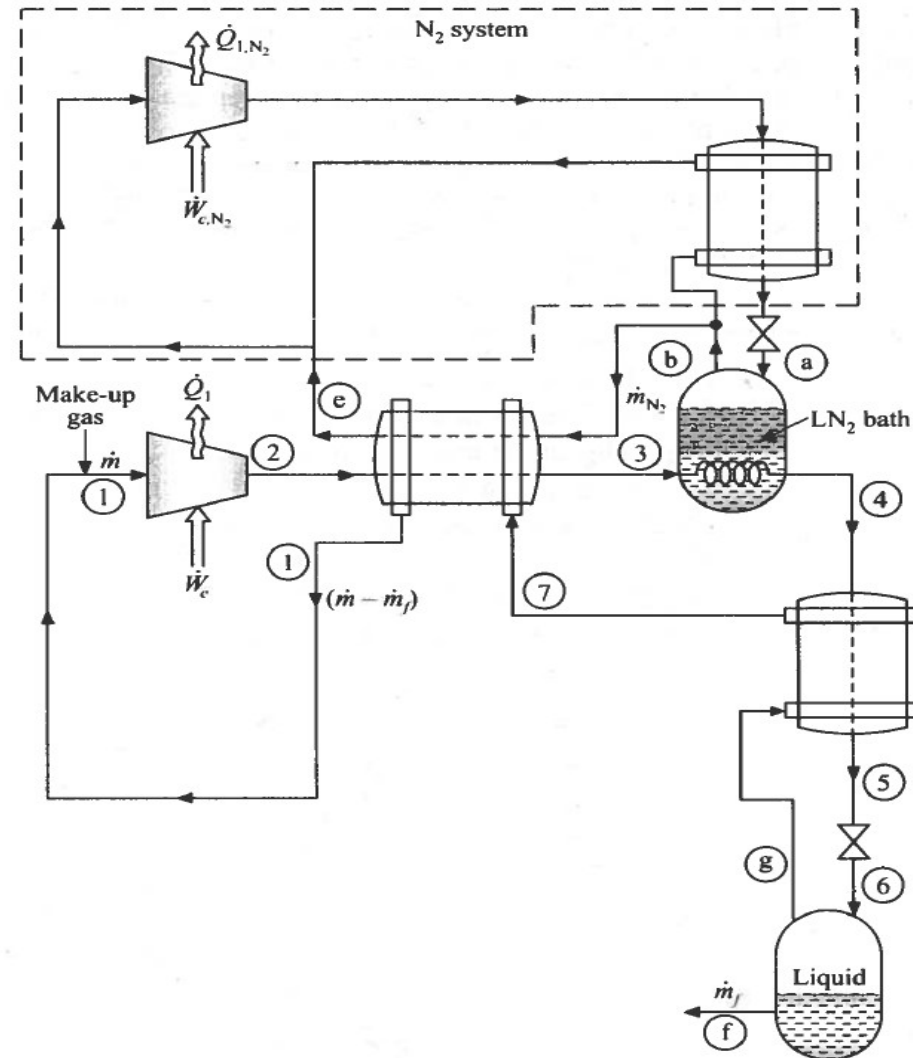 N₂ system
Q̇₁,N₂
Ẇc,N₂
b
a
Make-up
gas
Q̇₁
e
ṁN₂
LN₂ bath
ṁ
2
3
1
4
Ẇc
1
7
(ṁ − ṁf)
5
g
6
Liquid
ṁf
f